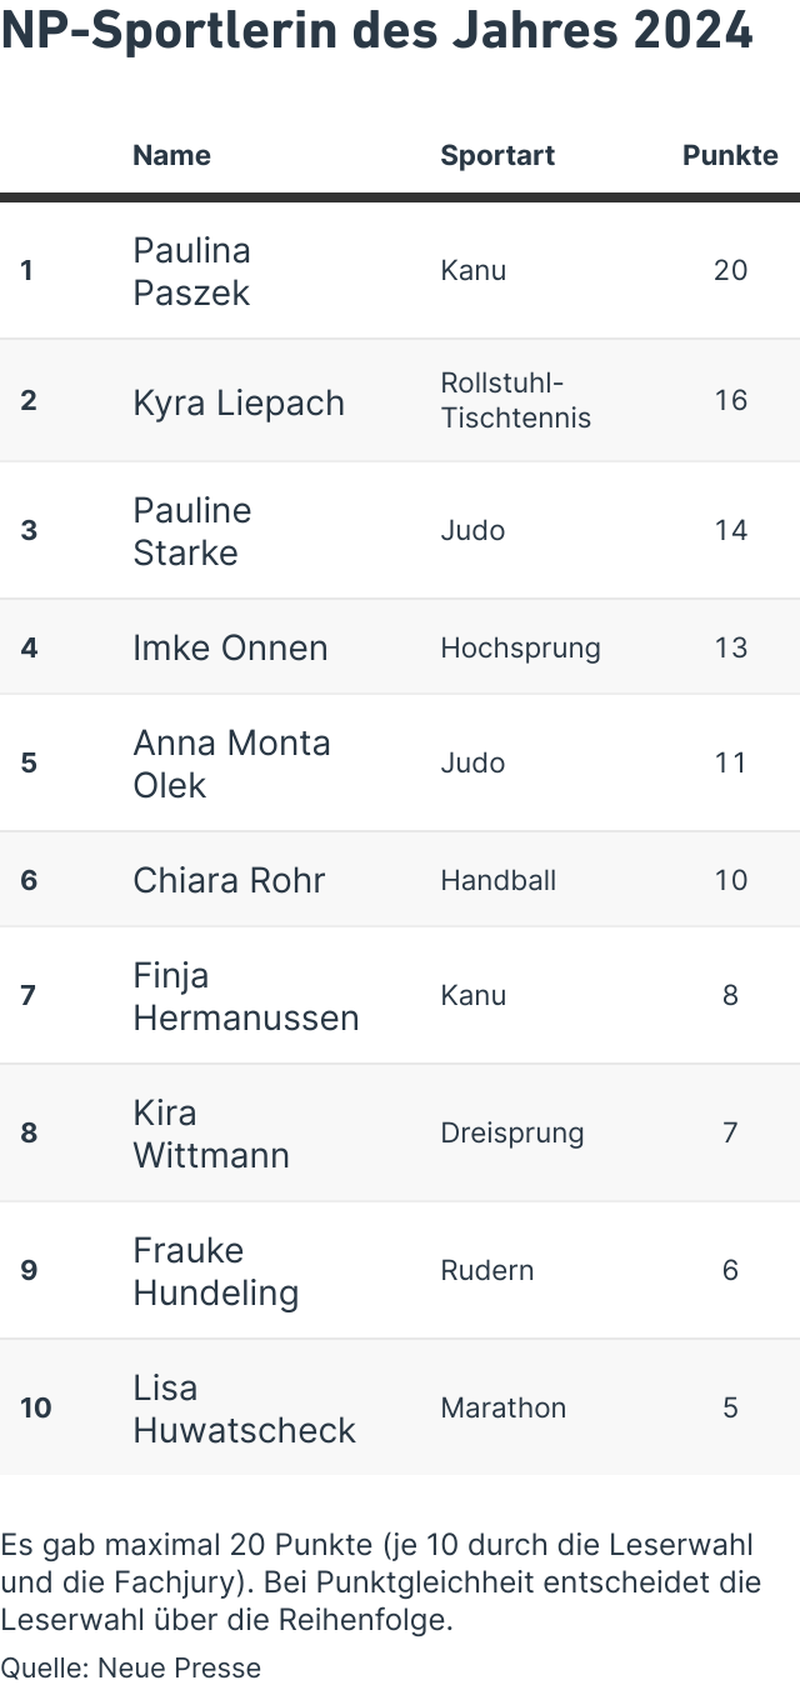 NP-Sportlerin des Jahres 2024
Name Sportart Punkte
1 Paulina Paszek Kanu 20
2 Kyra Liepach Rollstuhl-Tischtennis 16
3 Pauline Starke Judo 14
4 Imke Onnen Hochsprung 13
5 Anna Monta Olek Judo 11
6 Chiara Rohr Handball 10
7 Finja Hermanussen Kanu 8
8 Kira Wittmann Dreisprung 7
9 Frauke Hundeling Rudern 6
10 Lisa Huwatscheck Marathon 5
Es gab maximal 20 Punkte (je 10 durch die Leserwahl
und die Fachjury). Bei Punktgleichheit entscheidet die
Leserwahl über die Reihenfolge.
Quelle: Neue Presse